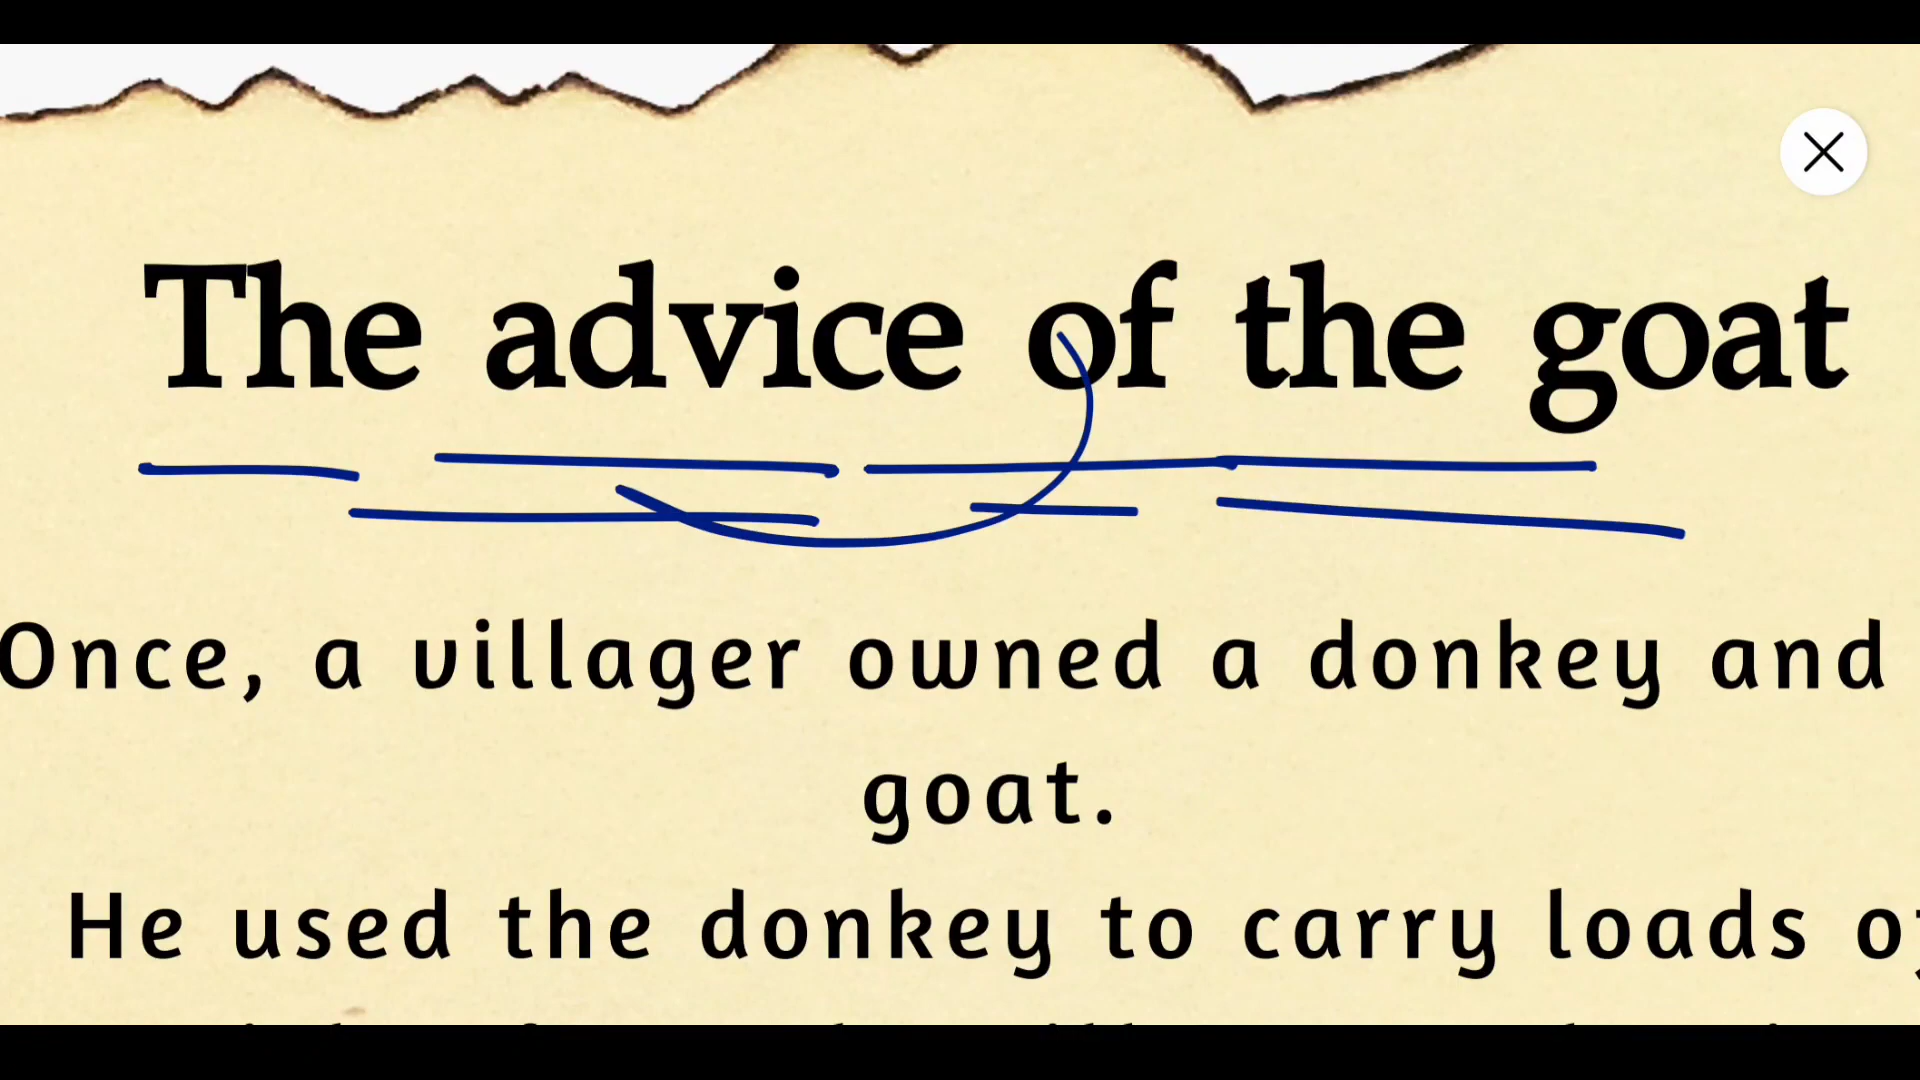 The advice of the goat
Once, a villager owned a donkey and
goat.
He used the donkey to carry loads